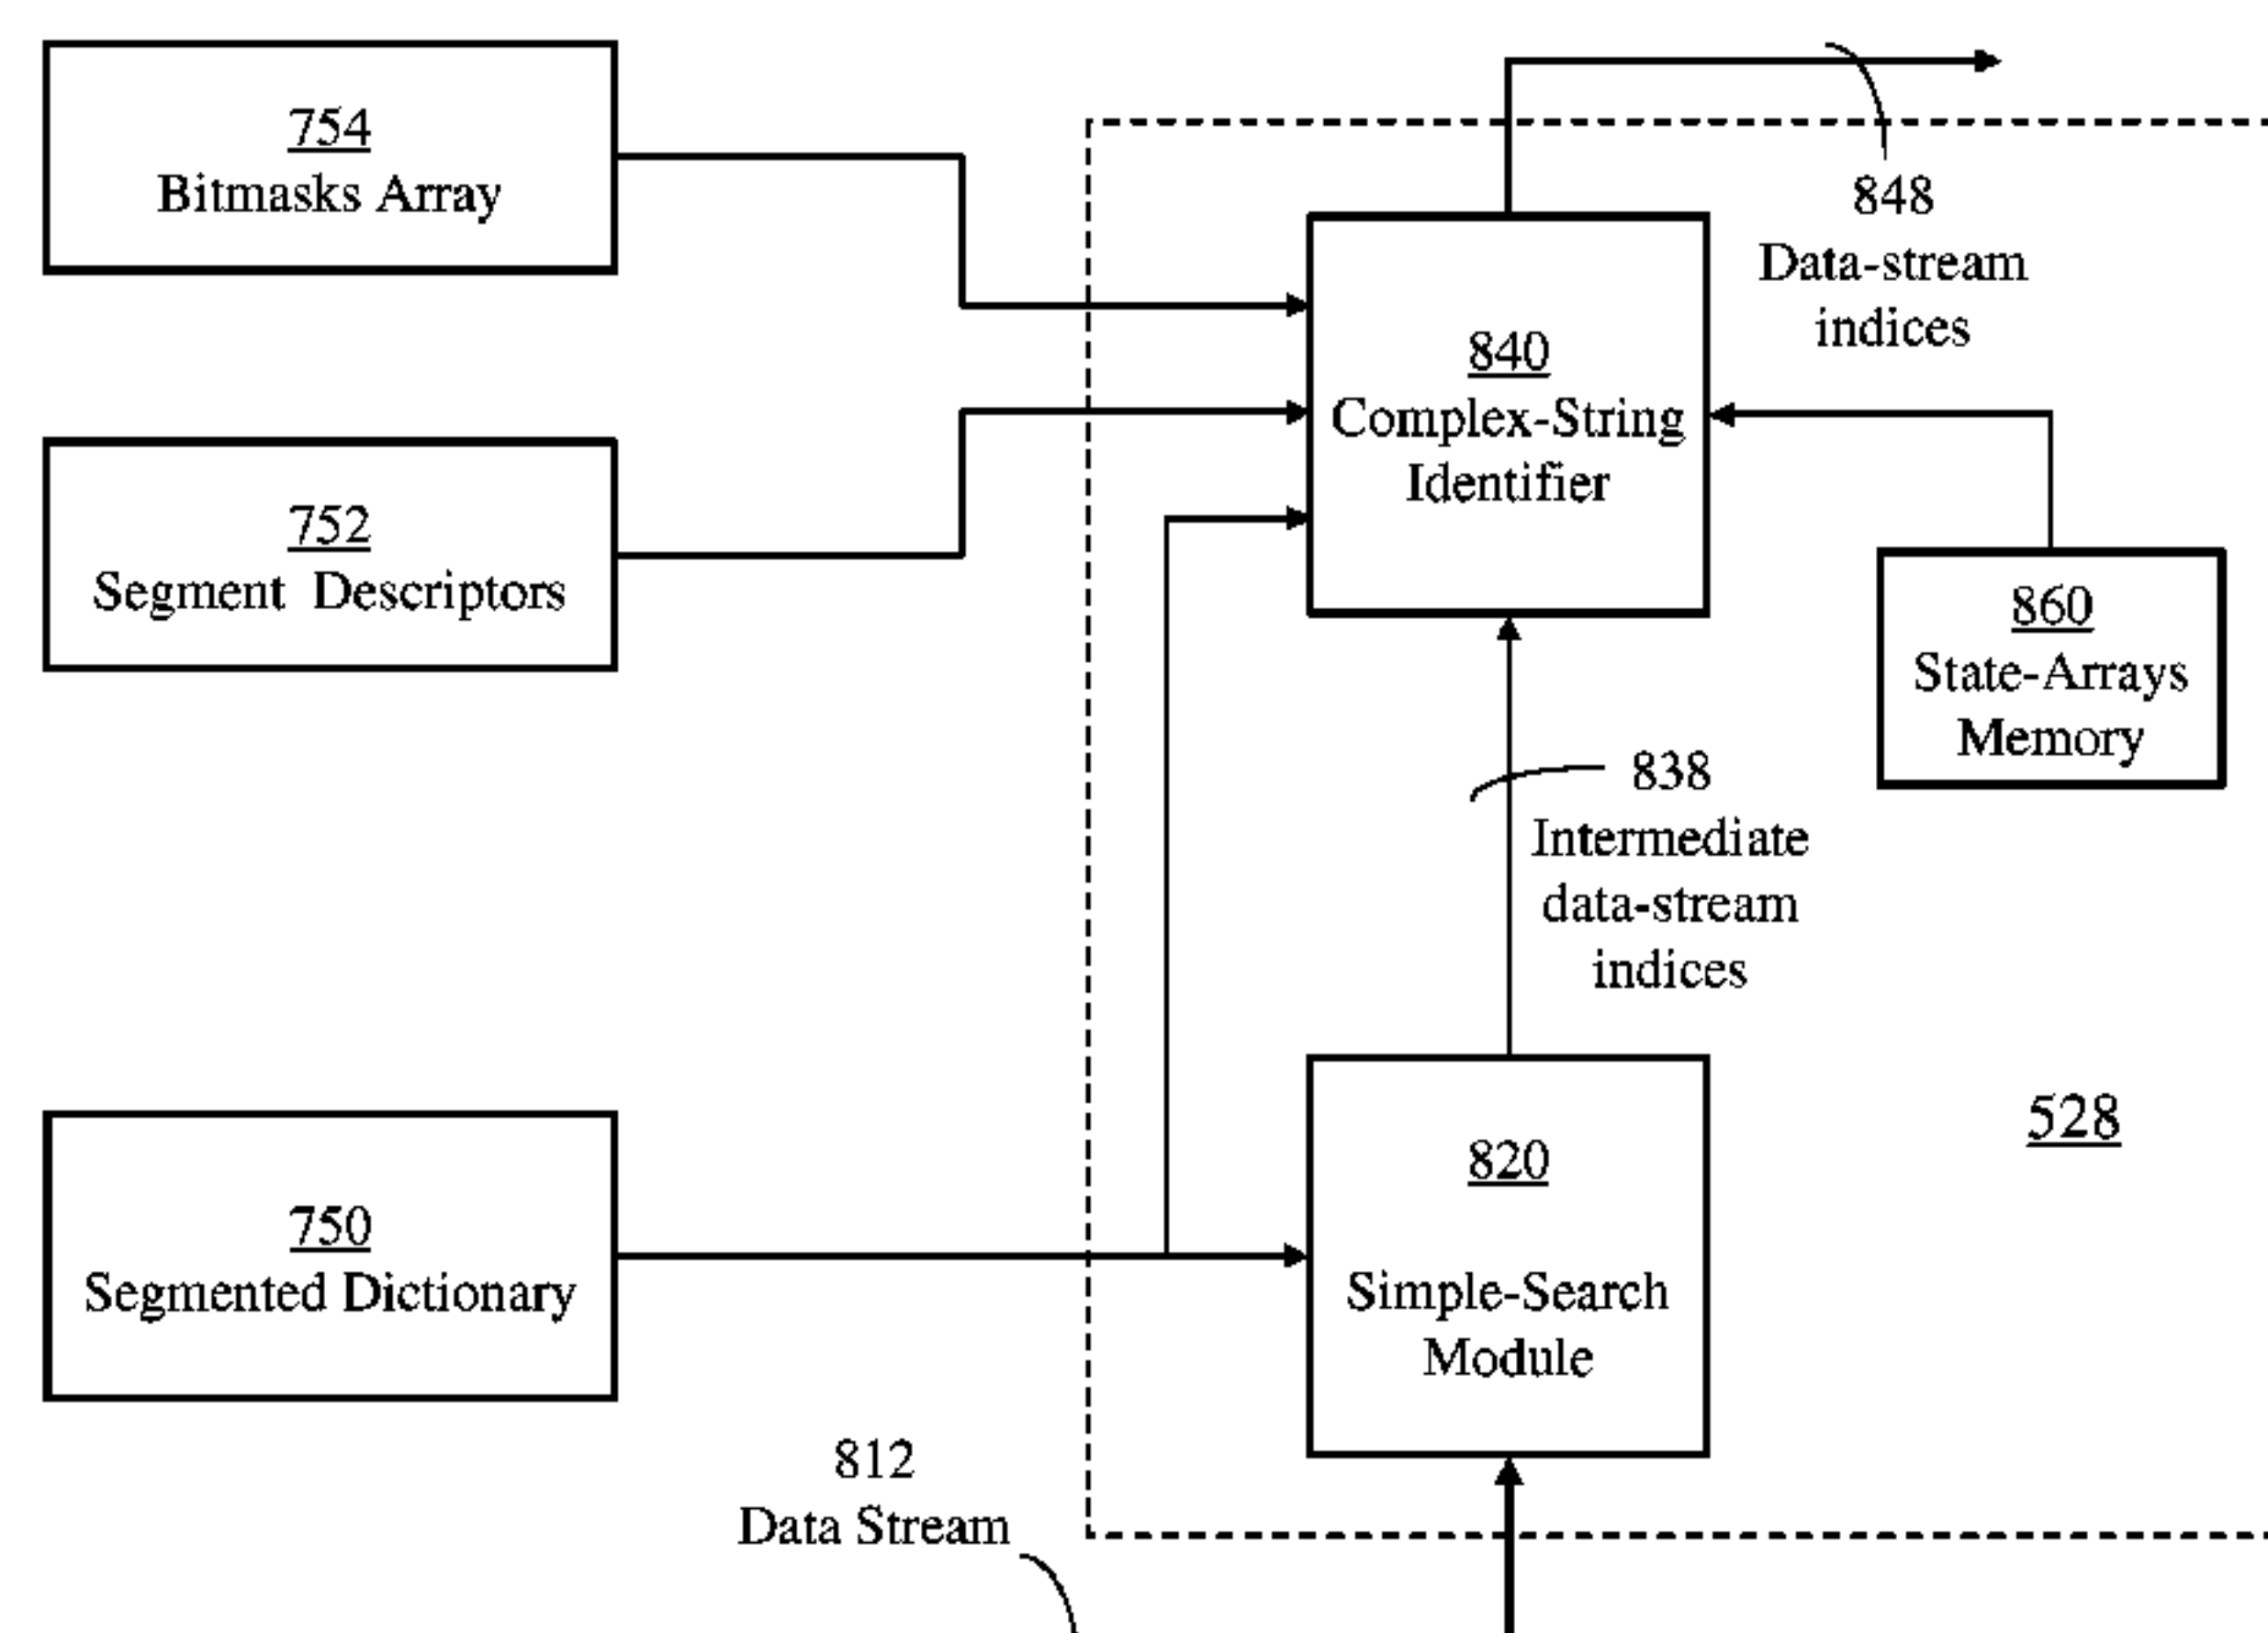 754
Bitmasks Array
848
Data-stream
indices
840
Complex-String
Identifier
752
Segment Descriptors
860
State-Arrays
Memory
838
Intermediate
data-stream
indices
528
820
Simple-Search
Module
750
Segmented Dictionary
812
Data Stream